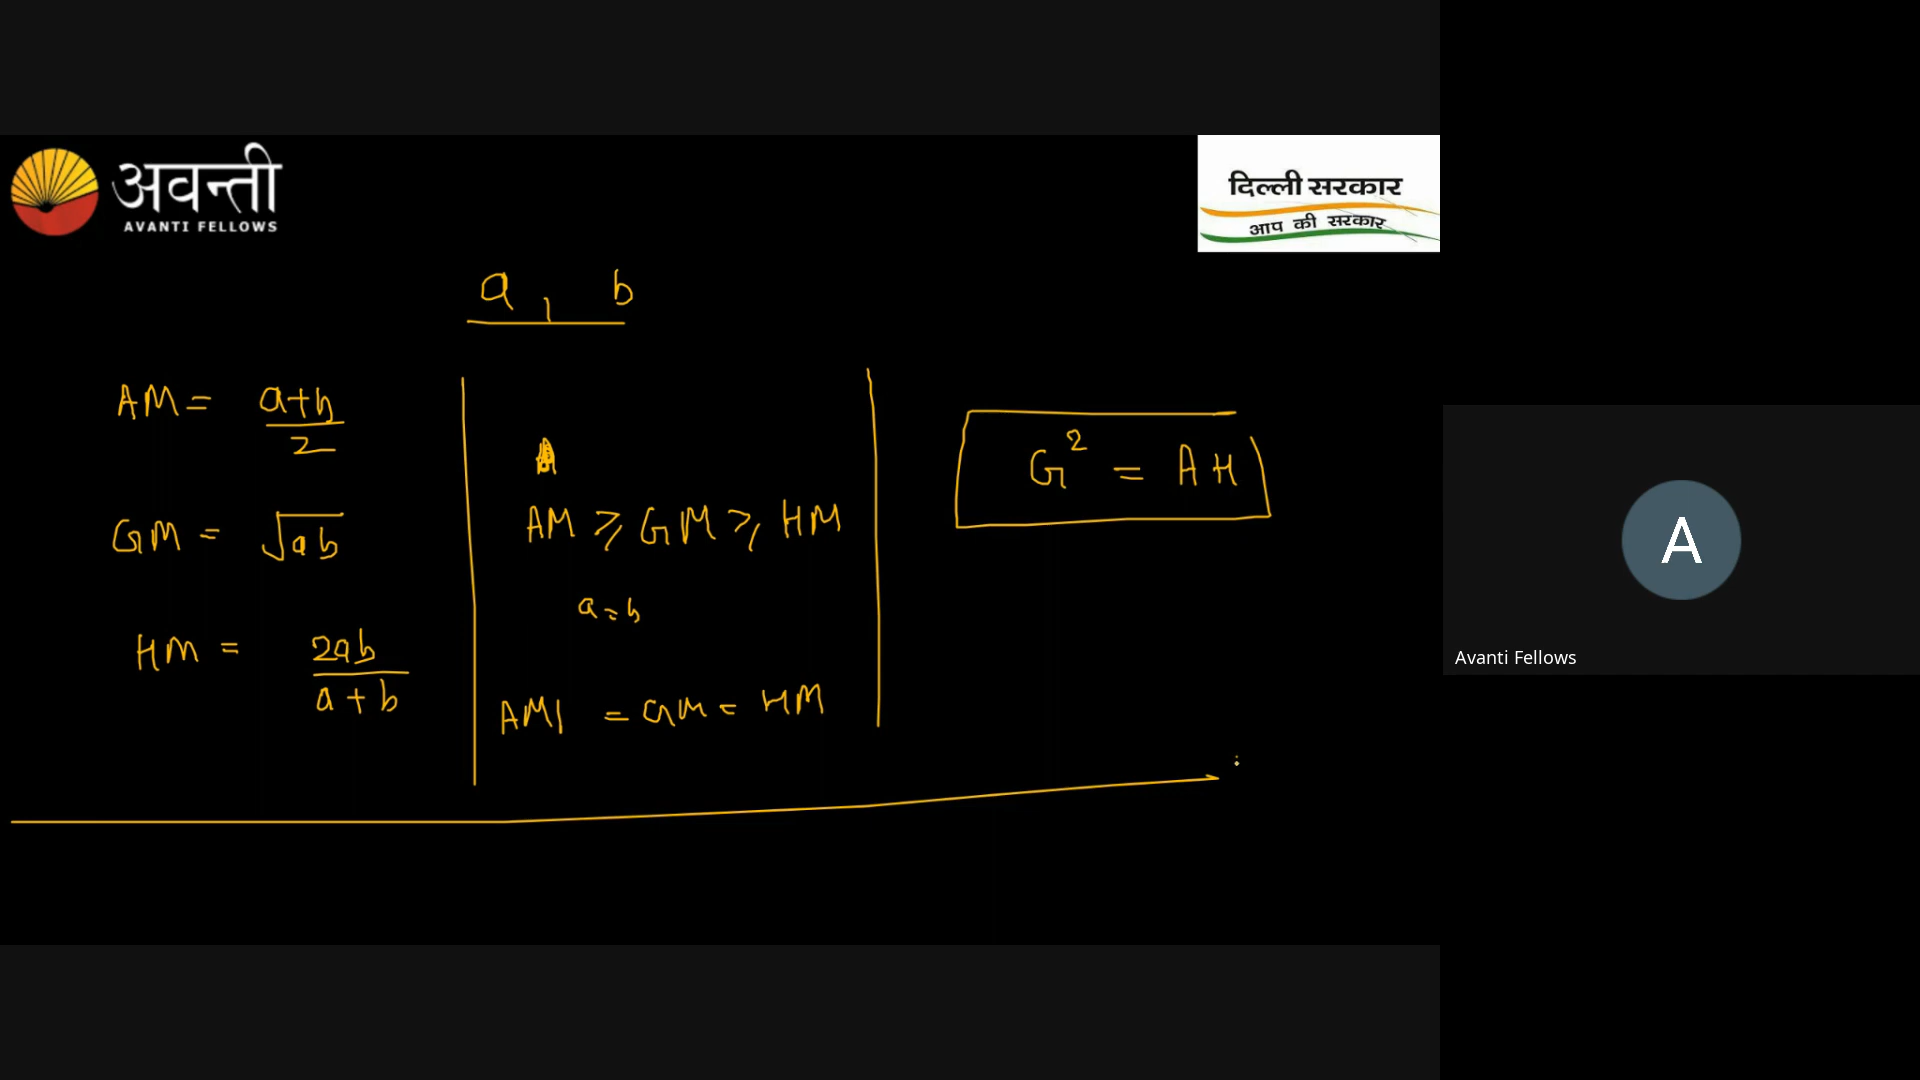 अवन्ती
AVANTI FELLOWS
दिल्ली सरकार
आप की सरकार
a, b
AM = a+b/2
GM = √ab
HM = 2ab/a+b
A
AM ⩾ GM ⩾ HM
a=b
AM = GM = HM
G² = AH
A
Avanti Fellows